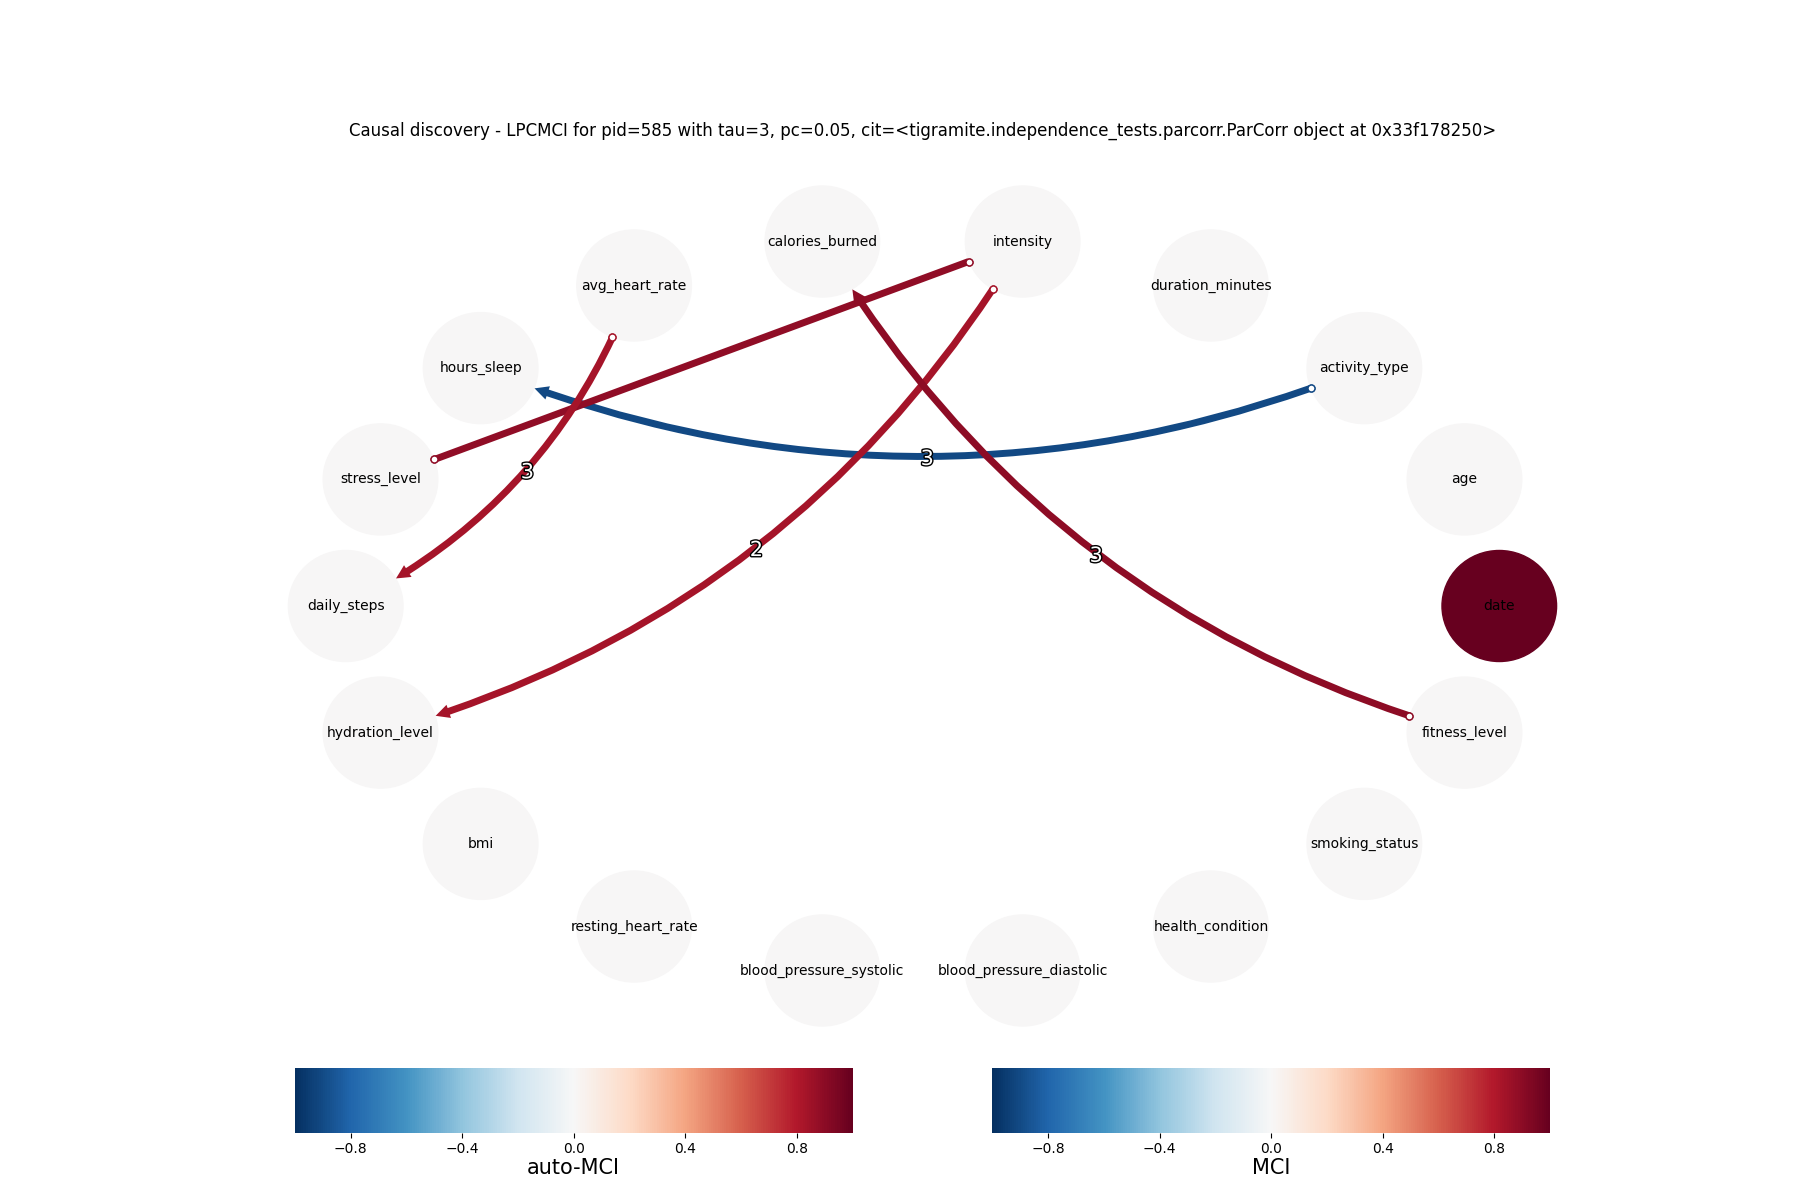 Causal discovery - LPCMCI for pid=585 with tau=3, pc=0.05, cit=<tigramite.independence_tests.parcorr.ParCorr object at 0x33f178250>
calories_burned
intensity
avg_heart_rate
duration_minutes
hours_sleep
activity_type
3
stress_level
3
age
2
3
daily_steps
date
hydration_level
fitness_level
bmi
smoking_status
resting_heart_rate
health_condition
blood_pressure_systolic
blood_pressure_diastolic
−0.8 −0.4 0.0 0.4 0.8
auto-MCI
−0.8 −0.4 0.0 0.4 0.8
MCI